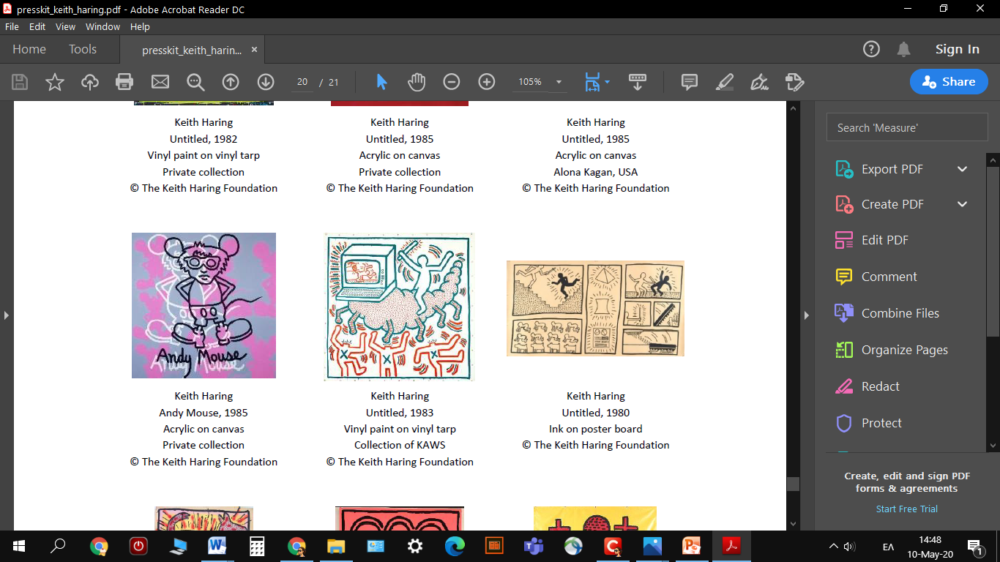 presskit_keith_haring.pdf - Adobe Acrobat Reader DC
File Edit View Window Help
Home Tools presskit_keith_harin... ×
Sign In
20 / 21
105%
Share
Keith Haring
Untitled, 1982
Vinyl paint on vinyl tarp
Private collection
© The Keith Haring Foundation
Keith Haring
Untitled, 1985
Acrylic on canvas
Private collection
© The Keith Haring Foundation
Keith Haring
Untitled, 1985
Acrylic on canvas
Alona Kagan, USA
© The Keith Haring Foundation
Andy Mouse
Keith Haring
Andy Mouse, 1985
Acrylic on canvas
Private collection
© The Keith Haring Foundation
Keith Haring
Untitled, 1983
Vinyl paint on vinyl tarp
Collection of KAWS
© The Keith Haring Foundation
Keith Haring
Untitled, 1980
Ink on poster board
© The Keith Haring Foundation
Search 'Measure'
Export PDF
Create PDF
Edit PDF
Comment
Combine Files
Organize Pages
Redact
Protect
Create, edit and sign PDF
forms & agreements
Start Free Trial
ΕΛ
14:48
10-May-20
1